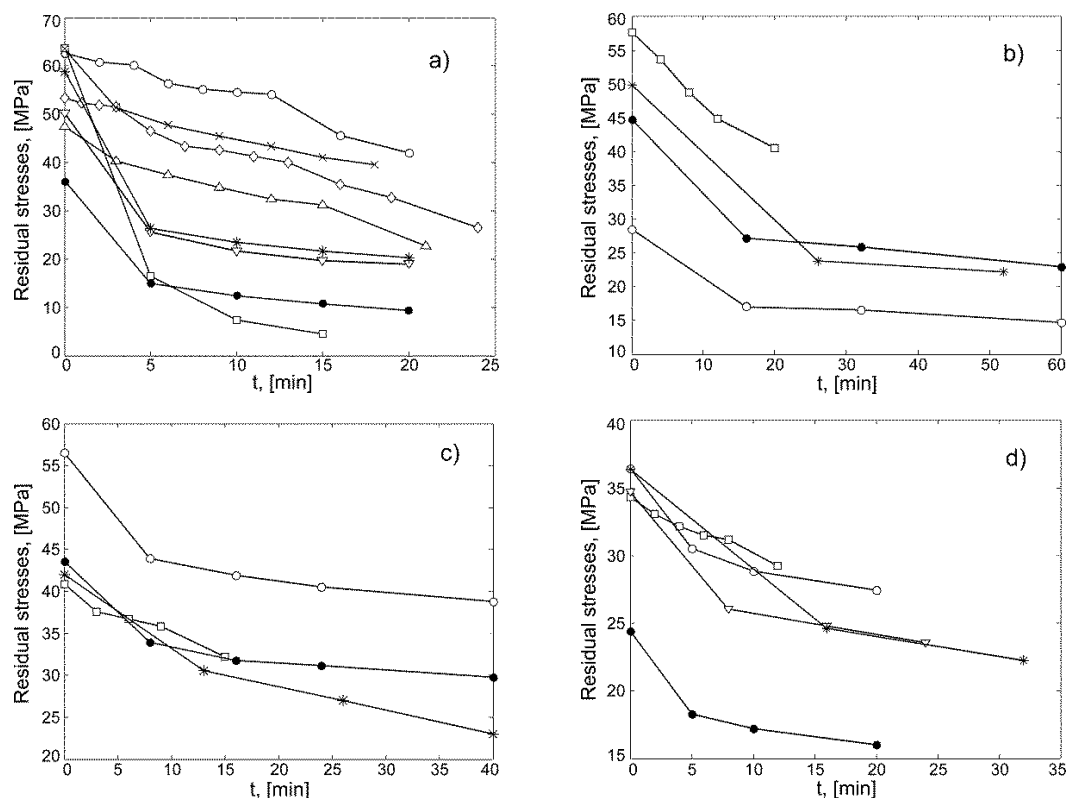 a)
Residual stresses, [MPa]
70
60
50
40
30
20
10
0
0 5 10 15 20 25
t, [min]
b)
Residual stresses, [MPa]
60
55
50
45
40
35
30
25
20
15
10
0 10 20 30 40 50 60
t, [min]
c)
Residual stresses, [MPa]
60
55
50
45
40
35
30
25
20
0 5 10 15 20 25 30 35 40
t, [min]
d)
Residual stresses, [MPa]
40
35
30
25
20
15
0 5 10 15 20 25 30 35
t, [min]